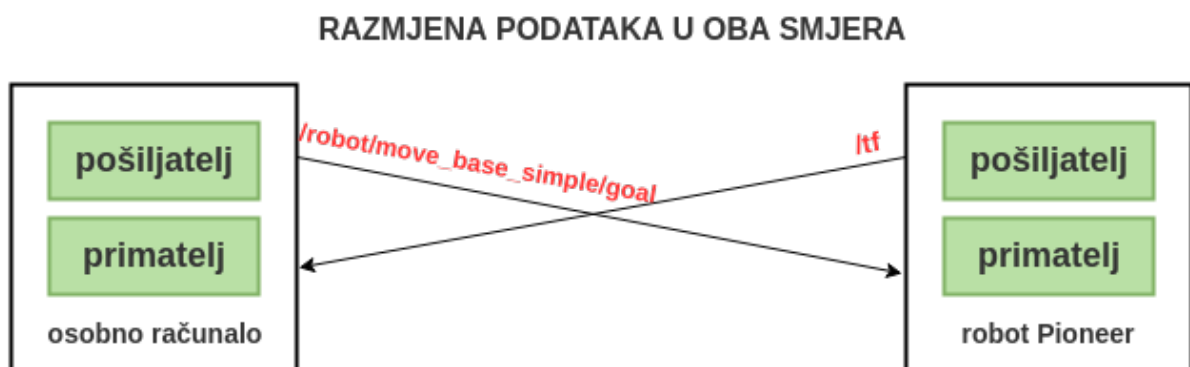 RAZMJENA PODATAKA U OBA SMJERA
pošiljatelj
primatelj
osobno računalo
/robot/move_base_simple/goal
/tf
pošiljatelj
primatelj
robot Pioneer